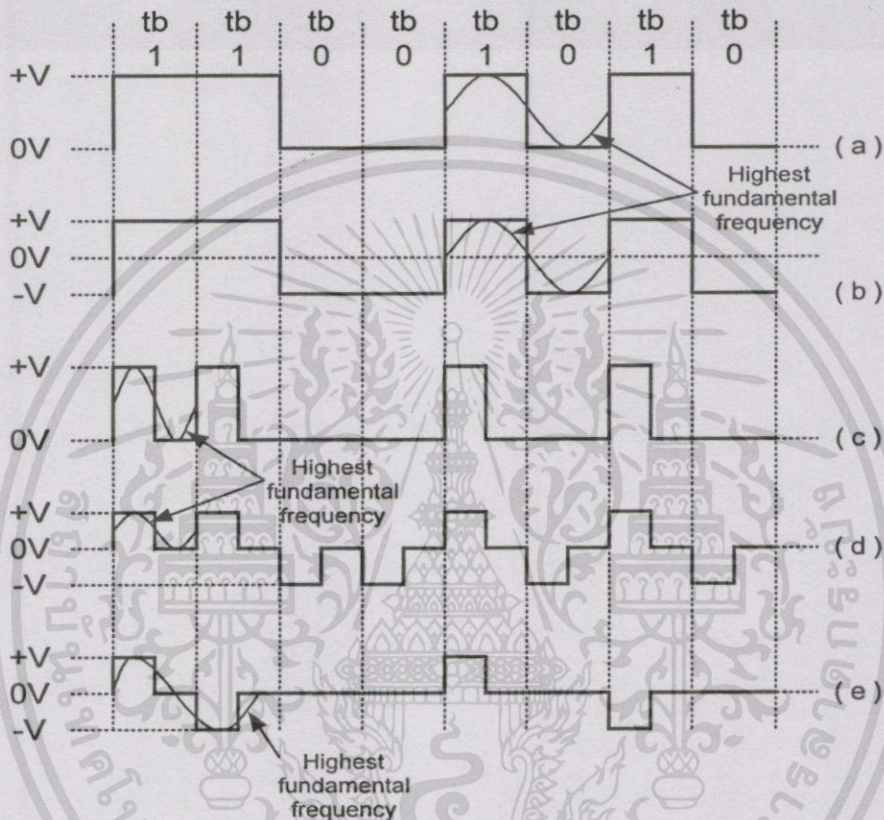 tb tb tb tb tb tb tb tb
1 1 0 0 1 0 1 0
+V
0V
(a)
Highest
fundamental
frequency
+V
0V
-V
(b)
+V
0V
(c)
Highest
fundamental
frequency
+V
0V
-V
(d)
+V
0V
-V
(e)
Highest
fundamental
frequency